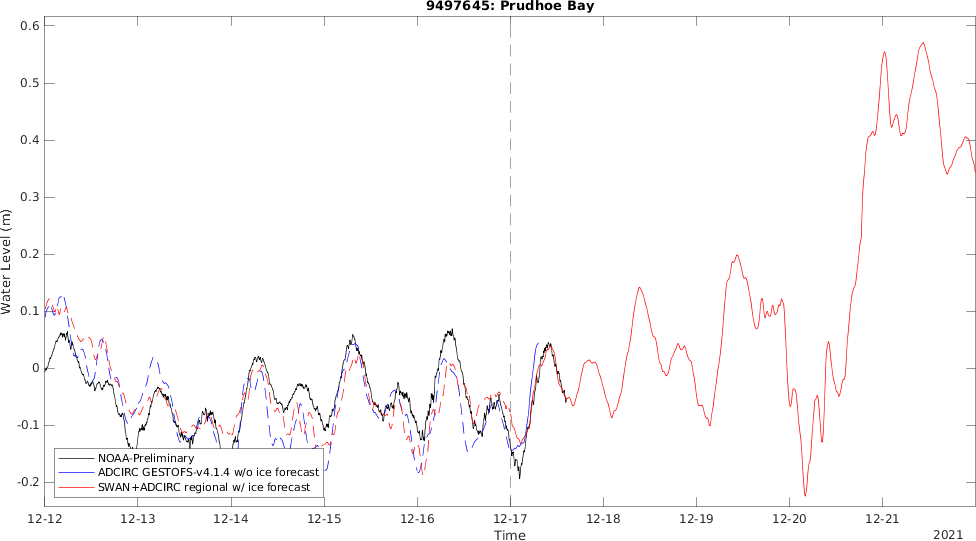 9497645: Prudhoe Bay
0.6
0.5
0.4
0.3
0.2
0.1
0
-0.1
-0.2
Water Level (m)
NOAA-Preliminary
ADCIRC GESTOFS-v4.1.4 w/o ice forecast
SWAN+ADCIRC regional w/ ice forecast
12-12 12-13 12-14 12-15 12-16 12-17 12-18 12-19 12-20 12-21
Time
2021